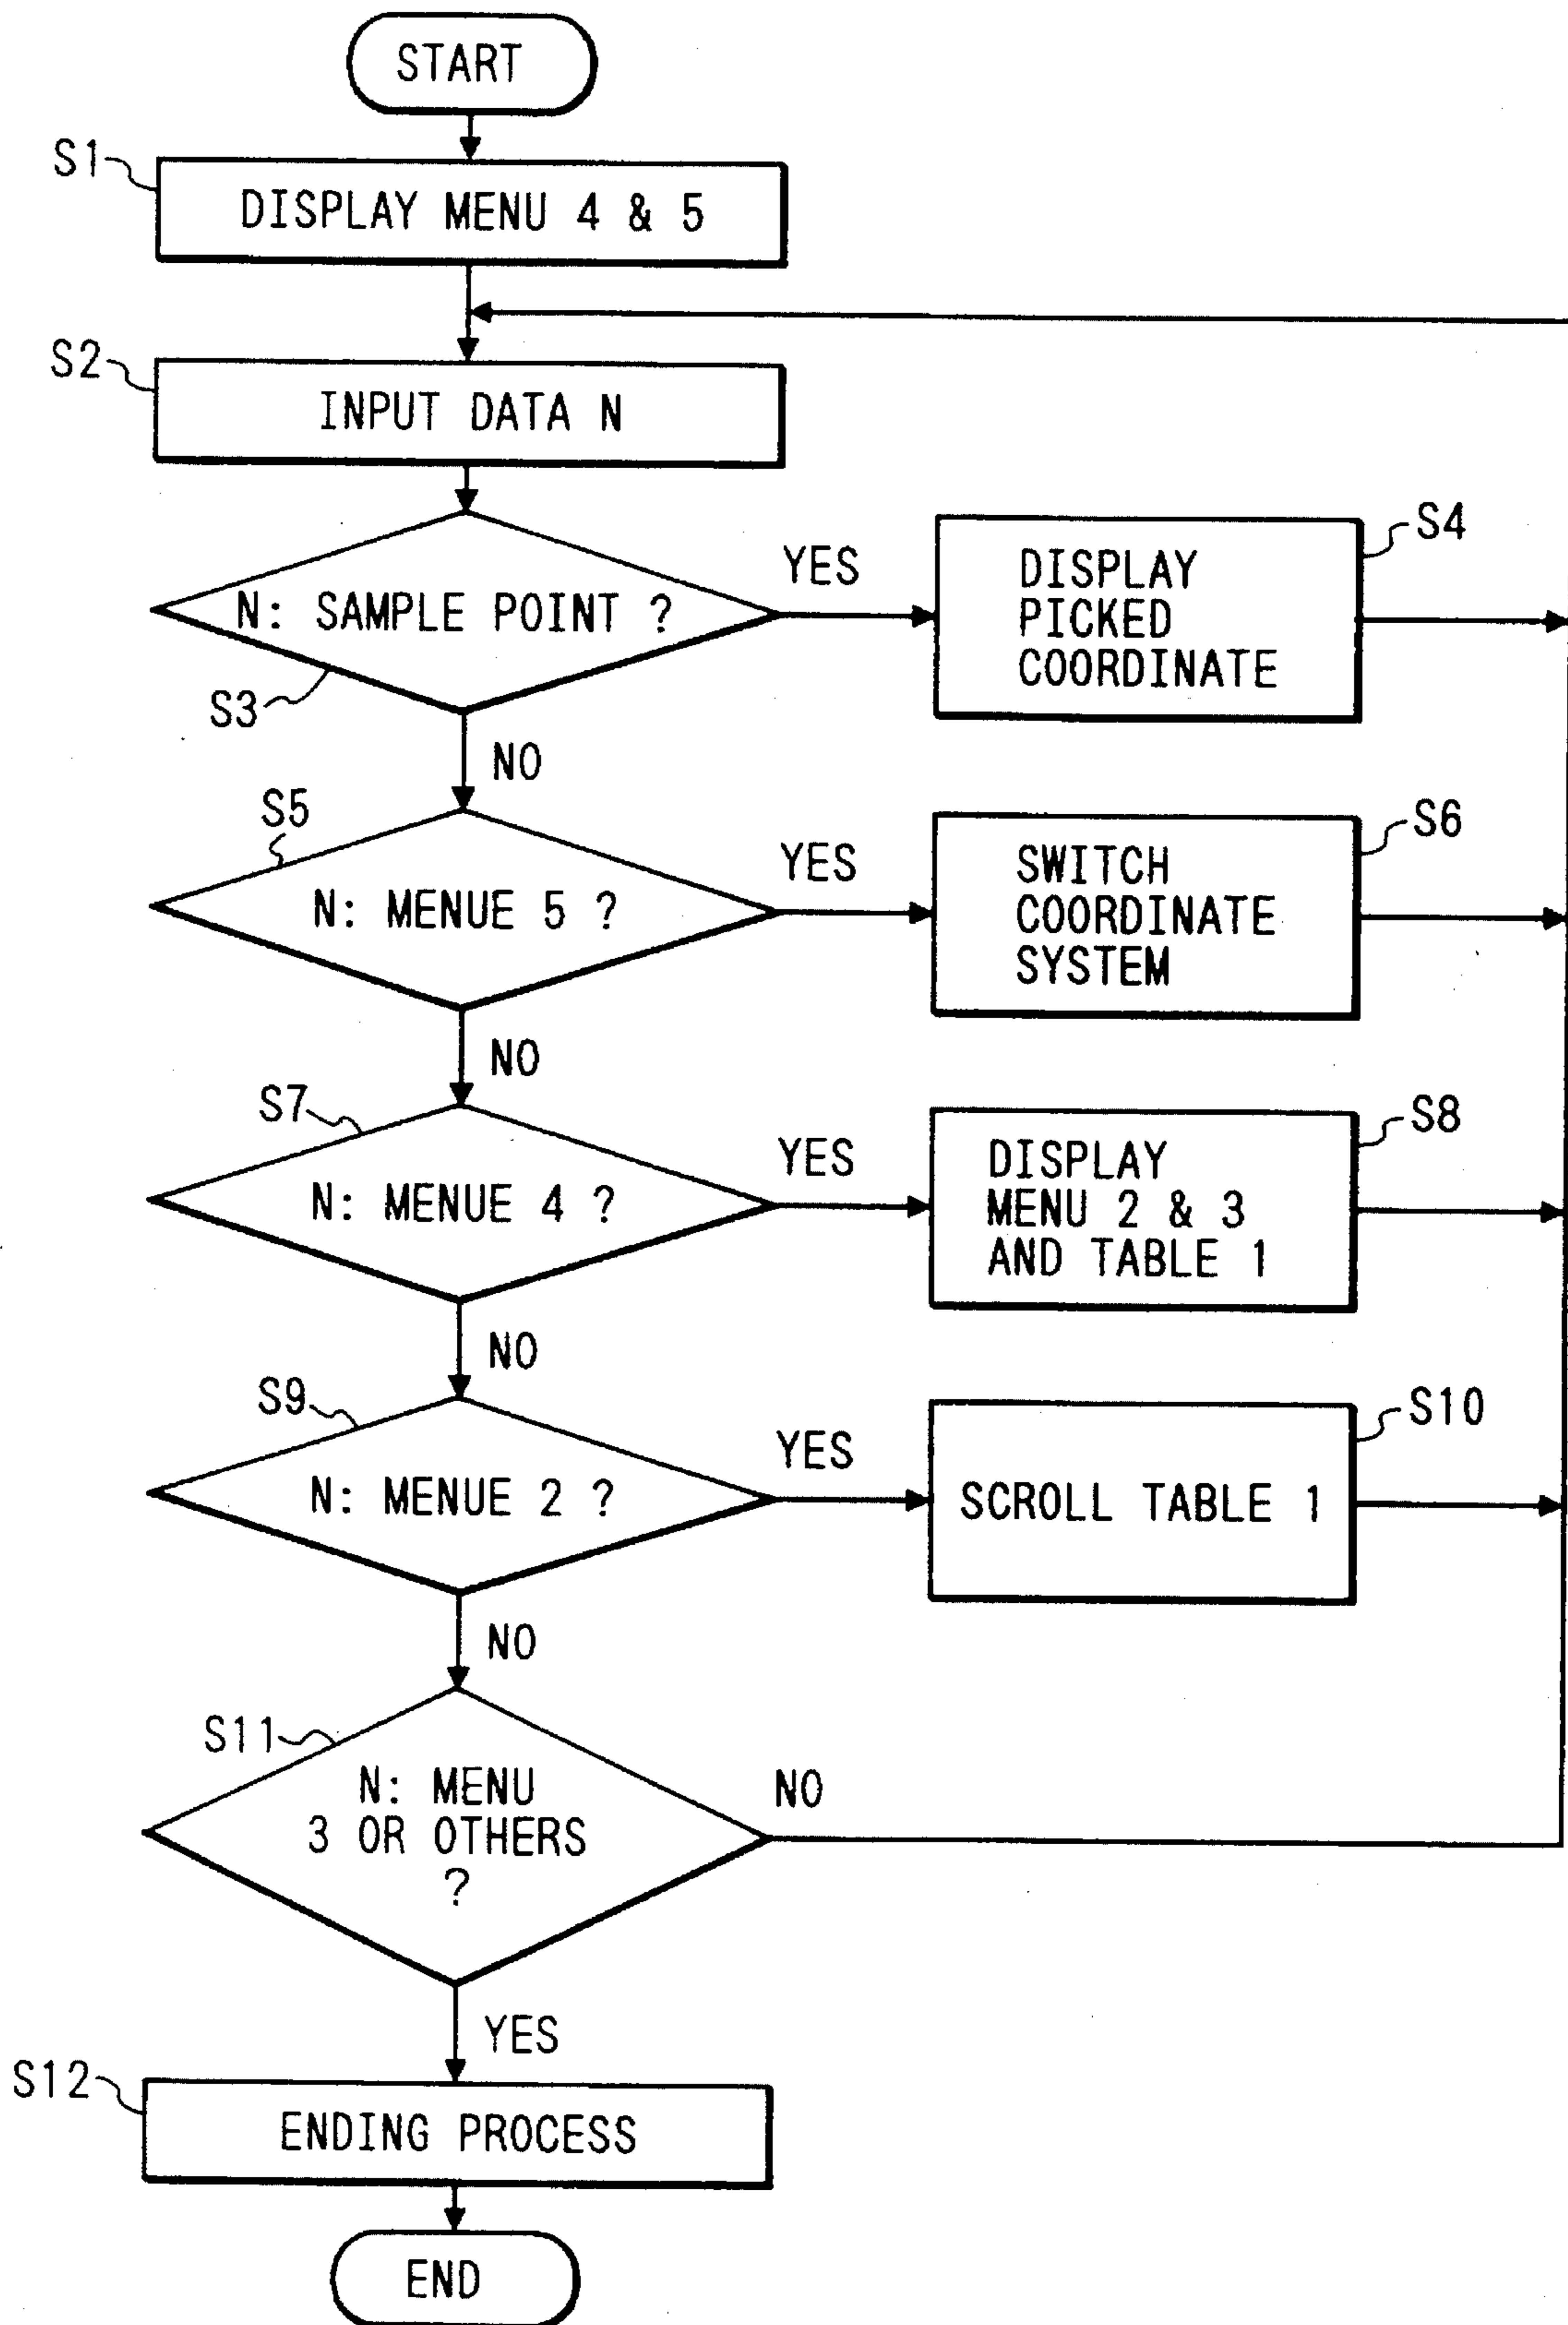 START
S1
DISPLAY MENU 4 & 5
S2
INPUT DATA N
N: SAMPLE POINT ?
S3
YES
DISPLAY
PICKED
COORDINATE
S4
NO
S5
N: MENUE 5 ?
YES
SWITCH
COORDINATE
SYSTEM
S6
NO
S7
N: MENUE 4 ?
YES
DISPLAY
MENU 2 & 3
AND TABLE 1
S8
NO
S9
N: MENUE 2 ?
YES
SCROLL TABLE 1
S10
NO
S11
N: MENU
3 OR OTHERS
?
NO
YES
S12
ENDING PROCESS
END